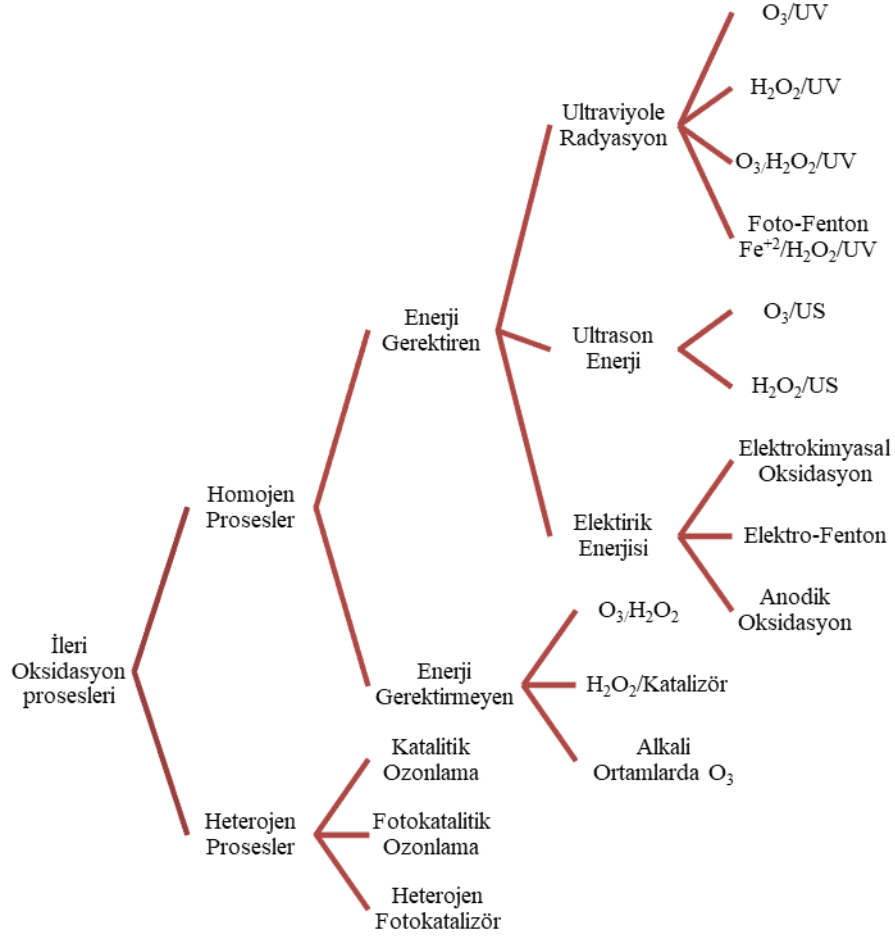 İleri
Oksidasyon
prosesleri
Homojen
Prosesler
Enerji
Gerektiren
Ultraviyole
Radyasyon
O₃/UV
H₂O₂/UV
O₃/H₂O₂/UV
Foto-Fenton
Fe⁺²/H₂O₂/UV
Ultrason
Enerji
O₃/US
H₂O₂/US
Elektirik
Enerjisi
Elektrokimyasal
Oksidasyon
Elektro-Fenton
Anodik
Oksidasyon
Enerji
Gerektirmeyen
O₃/H₂O₂
H₂O₂/Katalizör
Alkali
Ortamlarda O₃
Heterojen
Prosesler
Katalitik
Ozonlama
Fotokatalitik
Ozonlama
Heterojen
Fotokatalizör